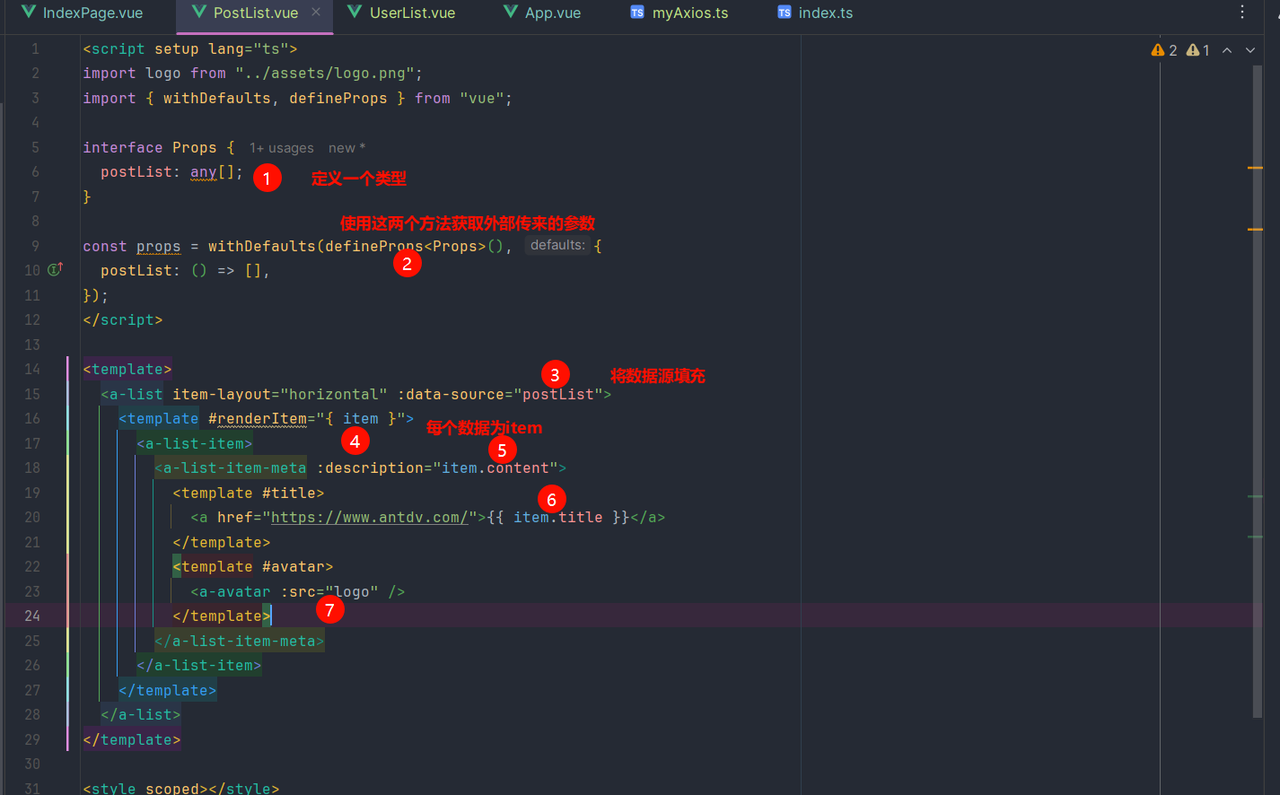 IndexPage.vue PostList.vue × UserList.vue App.vue TS myAxios.ts TS index.ts
1 <script setup lang="ts"> 2 1
2 import logo from "../assets/logo.png";
3 import { withDefaults, defineProps } from "vue";
4
5 interface Props { 1+ usages new *
6 postList: any[]; 1 定义一个类型
7 }
8 使用这两个方法获取外部传来的参数
9 const props = withDefaults(defineProps<Props>(), defaults: {
2
10 postList: () => [],
11 });
12 </script>
13
14 <template>
3 将数据源填充
15 <a-list item-layout="horizontal" :data-source="postList">
16 <template #renderItem="{ item }"> 每个数据为item
4
17 <a-list-item> 5
18 <a-list-item-meta :description="item.content">
19 <template #title> 6
20 <a href="https://www.antdv.com/">{{ item.title }}</a>
21 </template>
22 <template #avatar>
23 <a-avatar :src="logo" />
24 </template> 7
25 </a-list-item-meta>
26 </a-list-item>
27 </template>
28 </a-list>
29 </template>
30
31 <style scoped></style>